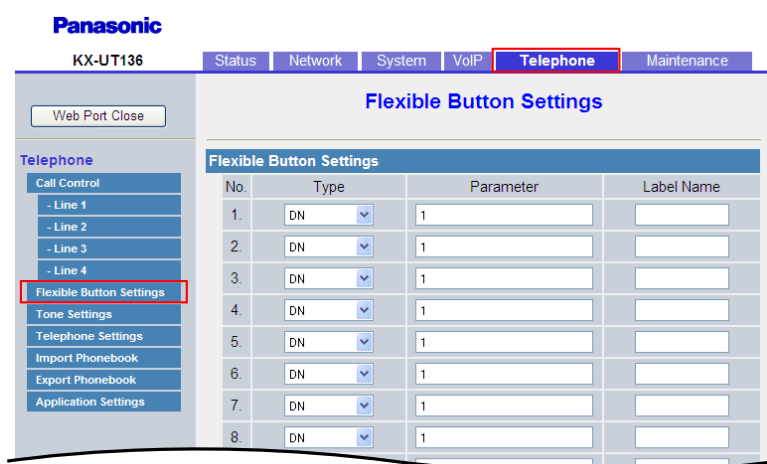 Panasonic
KX-UT136
Status Network System VoIP Telephone Maintenance
Web Port Close
Flexible Button Settings
Telephone
Call Control
- Line 1
- Line 2
- Line 3
- Line 4
Flexible Button Settings
Tone Settings
Telephone Settings
Import Phonebook
Export Phonebook
Application Settings
Flexible Button Settings
No. Type Parameter Label Name
1. DN 1
2. DN 1
3. DN 1
4. DN 1
5. DN 1
6. DN 1
7. DN 1
8. DN 1